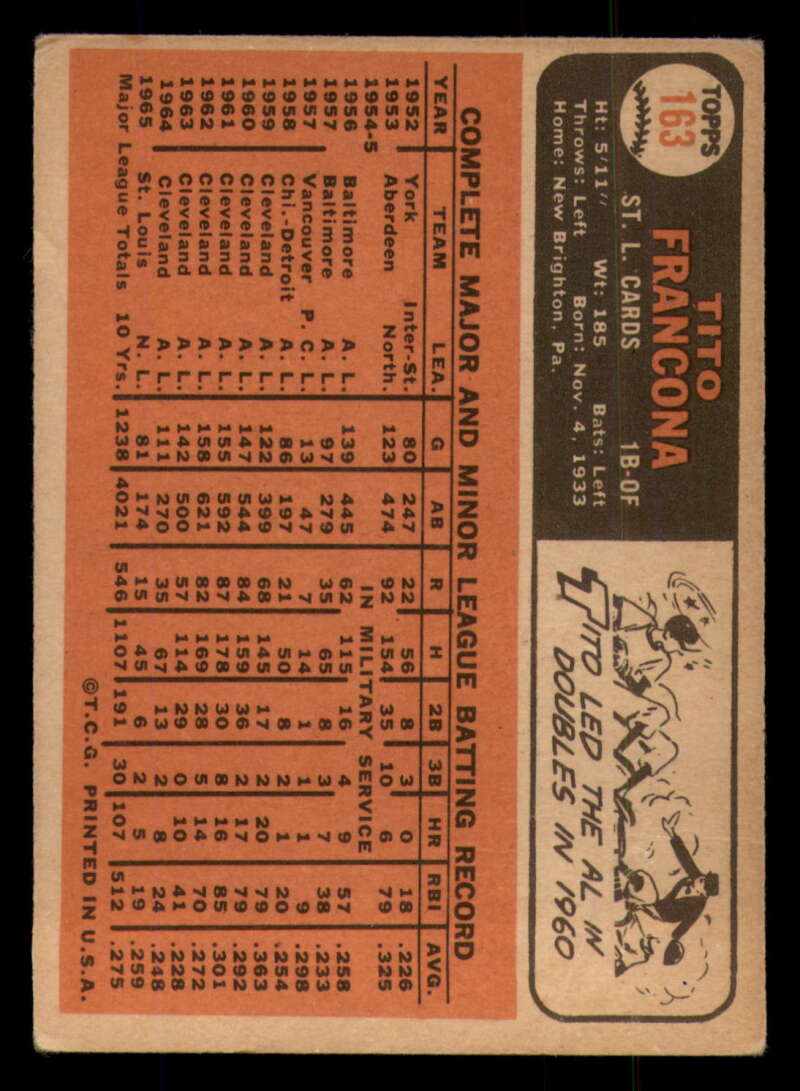 TOPPS
163
TITO
FRANCONA
ST. L. CARDS 1B-OF
Ht: 5'11" Wt: 185 Bats: Left
Throws: Left Born: Nov. 4, 1933
Home: New Brighton, Pa.
TITO LED THE AL IN
DOUBLES IN 1960
COMPLETE MAJOR AND MINOR LEAGUE BATTING RECORD
YEAR TEAM LEA. G AB R H 2B 3B HR RBI AVG.
1952 York Inter-St. 80 247 22 56 8 3 0 18 .226
1953 Aberdeen North. 123 474 92 154 35 10 6 79 .325
1954-5 IN MILITARY SERVICE
1956 Baltimore A. L. 139 445 62 115 16 4 9 57 .258
1957 Baltimore A. L. 97 279 35 65 8 3 7 38 .233
1957 Vancouver P. C. L. 13 47 7 14 1 1 1 9 .298
1958 Chi.-Detroit A. L. 86 197 21 50 8 2 1 20 .254
1959 Cleveland A. L. 122 399 68 145 17 2 20 79 .363
1960 Cleveland A. L. 147 544 84 159 36 2 17 79 .292
1961 Cleveland A. L. 155 592 87 178 30 8 16 85 .301
1962 Cleveland A. L. 158 621 82 169 28 5 14 70 .272
1963 Cleveland A. L. 142 500 57 114 29 0 10 41 .228
1964 Cleveland A. L. 111 270 35 67 13 2 8 24 .248
1965 St. Louis N. L. 81 174 15 45 6 2 5 19 .259
Major League Totals 10 Yrs. 1238 4021 546 1107 191 30 107 512 .275
©T.C.G. PRINTED IN U.S.A.